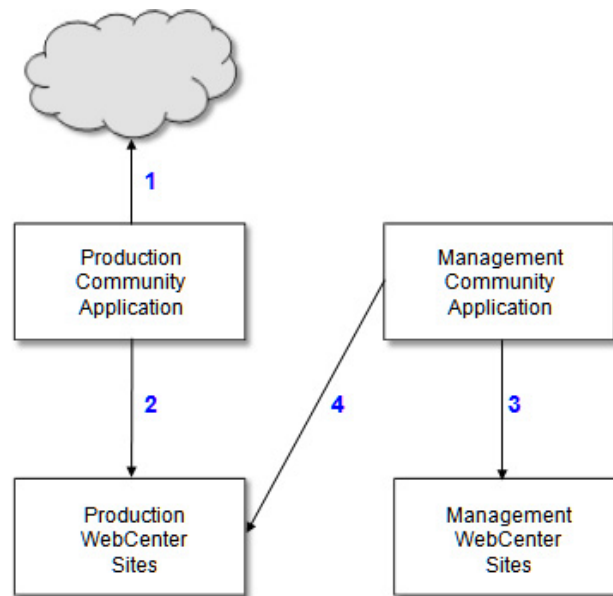 1
Production
Community
Application
Management
Community
Application
2
4
3
Production
WebCenter
Sites
Management
WebCenter
Sites